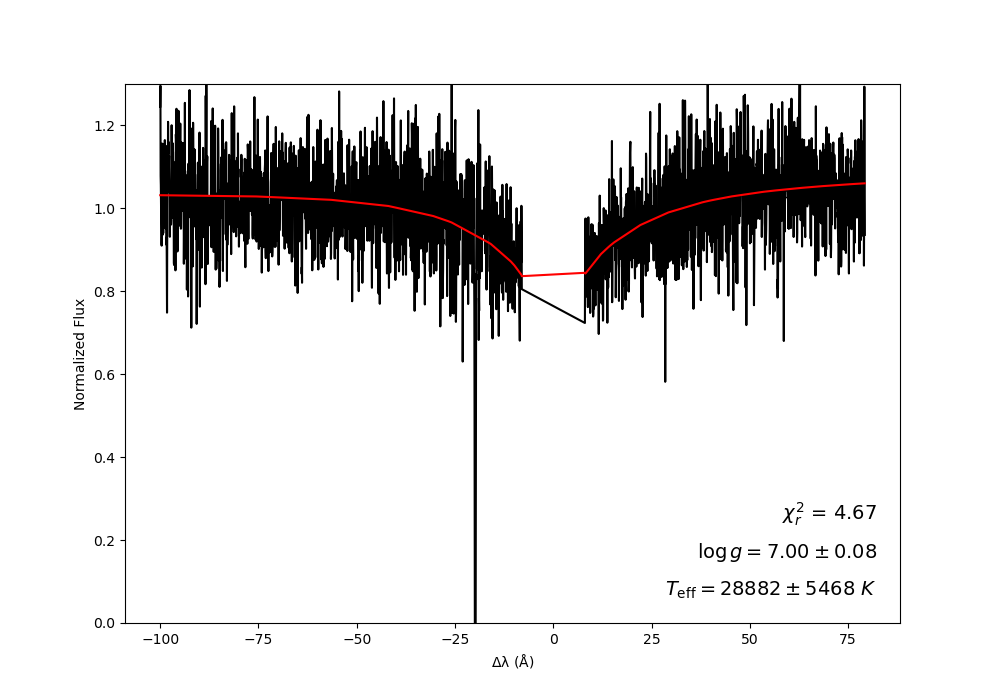 1.2
1.0
0.8
0.6
0.4
0.2
0.0
Normalized Flux
χ²ᵣ = 4.67
log g = 7.00 ± 0.08
T_eff = 28882 ± 5468 K
−100 −75 −50 −25 0 25 50 75
Δλ (Å)